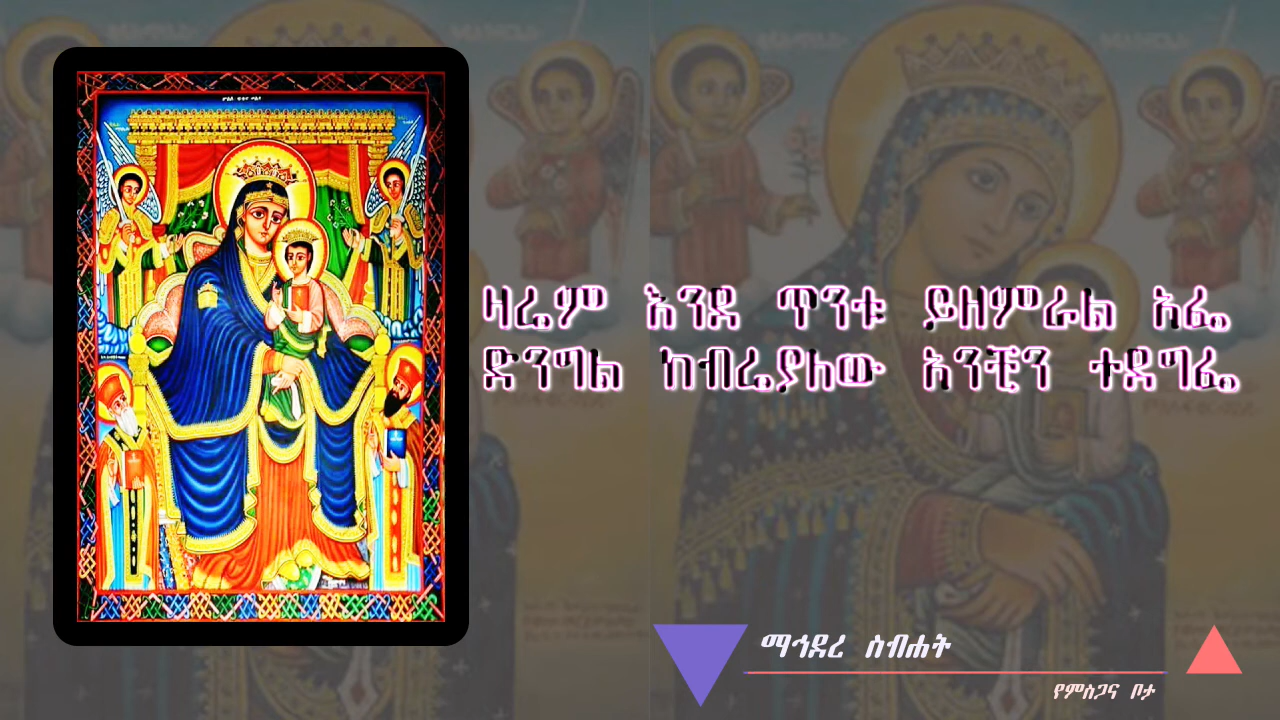 ዛሬም እንደ ጥንቱ ይዘምራል አፌ
ድንግል ከብሬያለው አንቺን ተደግፌ
ማኅደረ ስብሐት
የምስጋና ቦታ